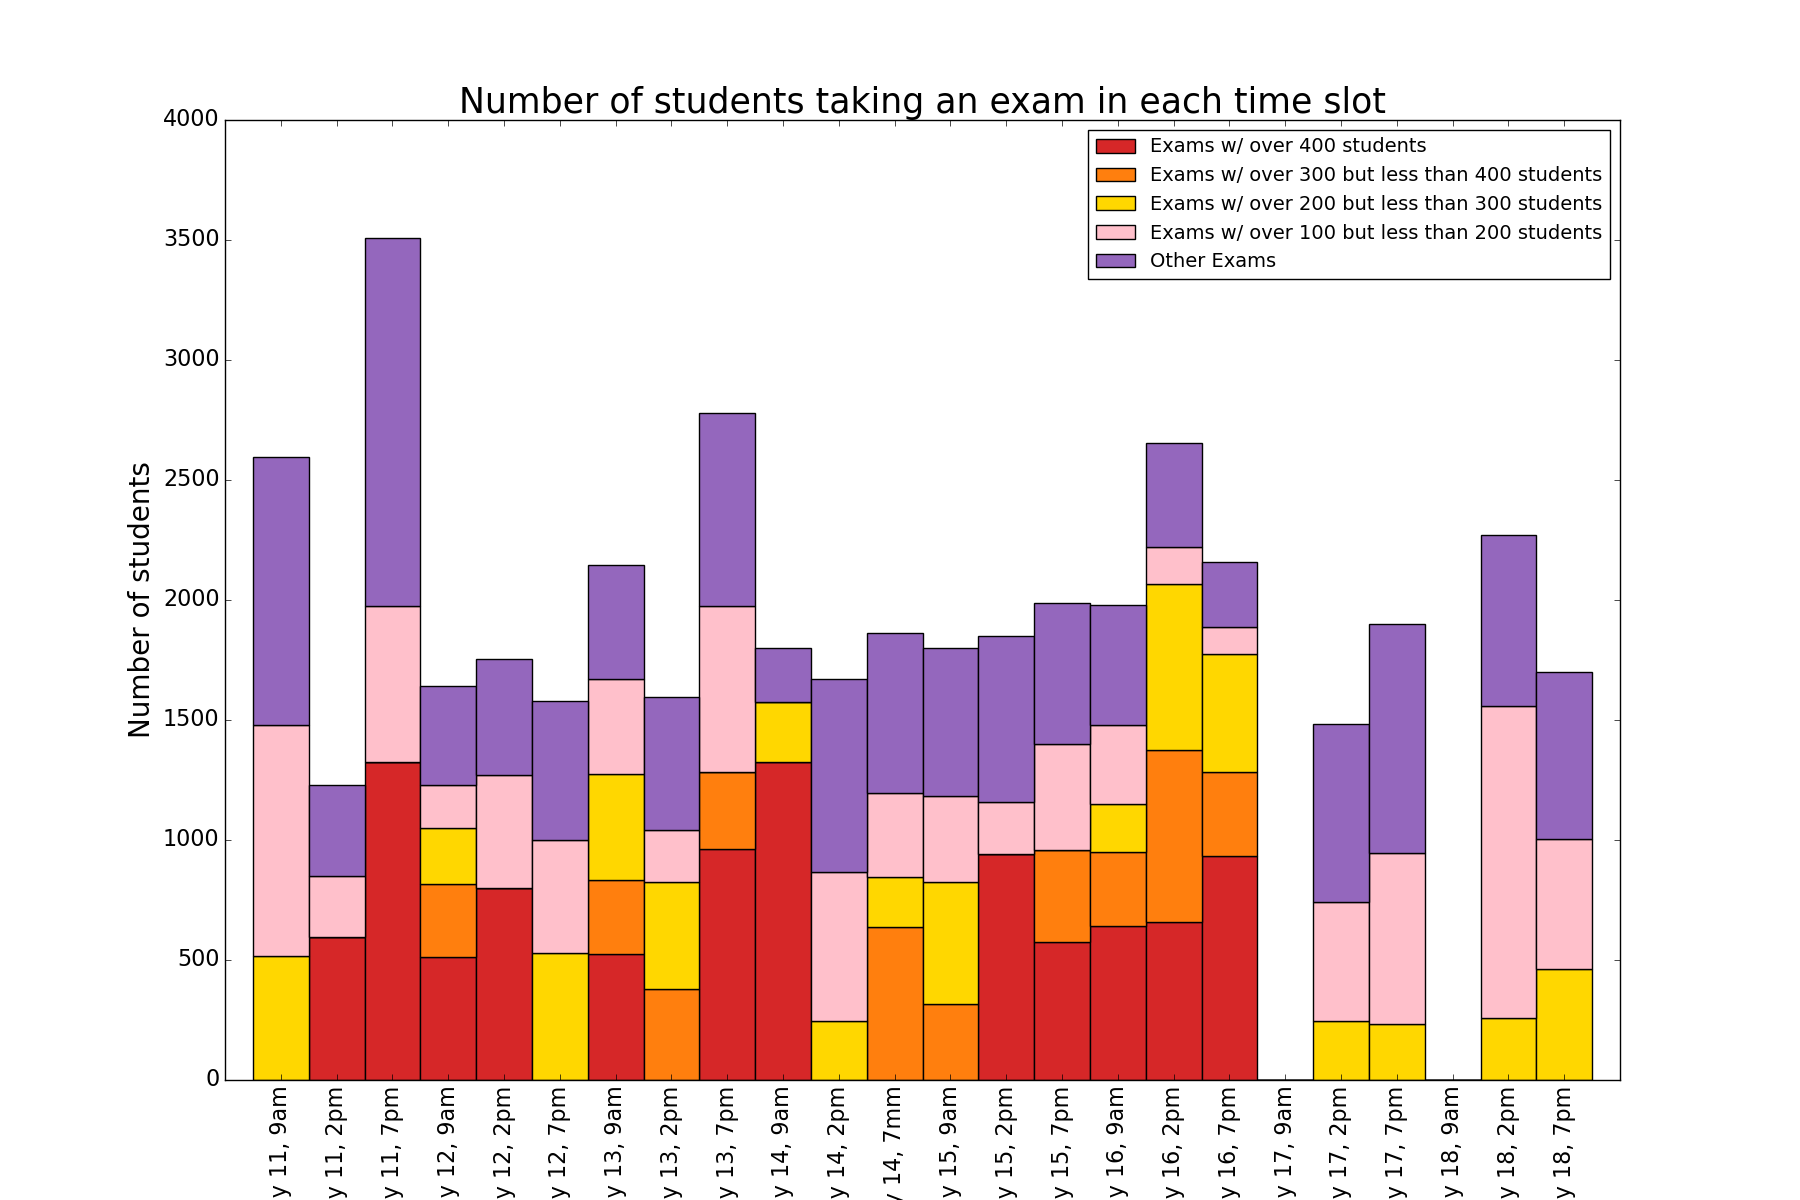 Number of students taking an exam in each time slot
Number of students
4000
3500
3000
2500
2000
1500
1000
500
0
Exams w/ over 400 students
Exams w/ over 300 but less than 400 students
Exams w/ over 200 but less than 300 students
Exams w/ over 100 but less than 200 students
Other Exams
y 11, 9am
y 11, 2pm
y 11, 7pm
y 12, 9am
y 12, 2pm
y 12, 7pm
y 13, 9am
y 13, 2pm
y 13, 7pm
y 14, 9am
y 14, 2pm
y 14, 7mm
y 15, 9am
y 15, 2pm
y 15, 7pm
y 16, 9am
y 16, 2pm
y 16, 7pm
y 17, 9am
y 17, 2pm
y 17, 7pm
y 18, 9am
y 18, 2pm
y 18, 7pm